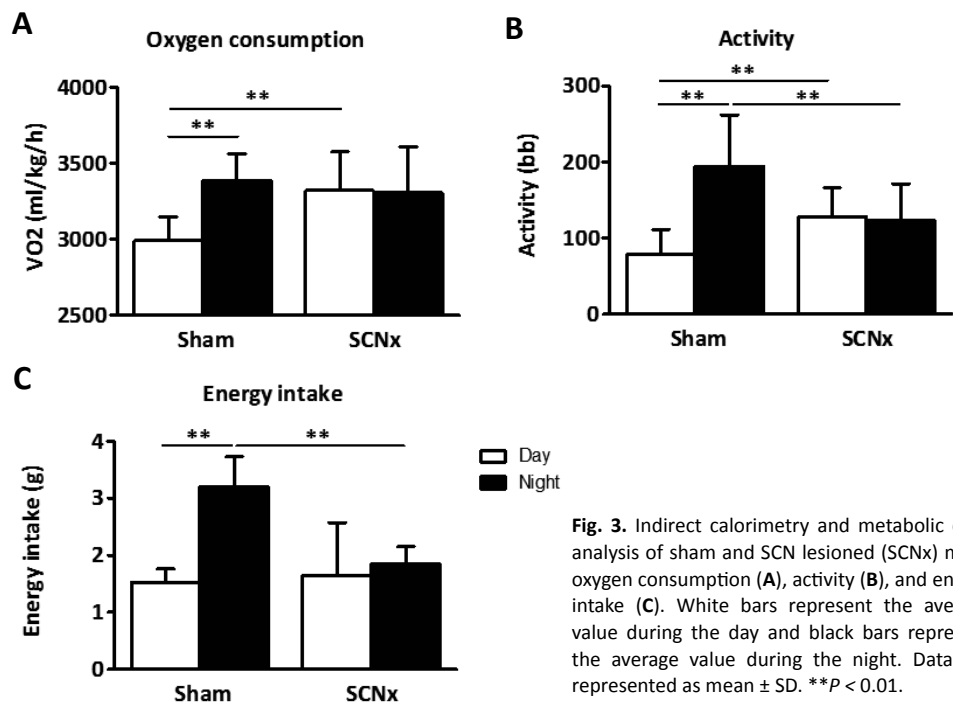 A
Oxygen consumption
**
**
4000
3500
3000
2500
VO2 (ml/kg/h)
Sham SCNx
B
Activity
**
** **
300
200
100
0
Activity (bb)
Sham SCNx
C
Energy intake
** **
4
3
2
1
0
Energy intake (g)
Sham SCNx
Day
Night
Fig. 3. Indirect calorimetry and metabolic
analysis of sham and SCN lesioned (SCNx)
oxygen consumption (A), activity (B), and
intake (C). White bars represent the
value during the day and black bars
the average value during the night. Data
represented as mean ± SD. **P < 0.01.